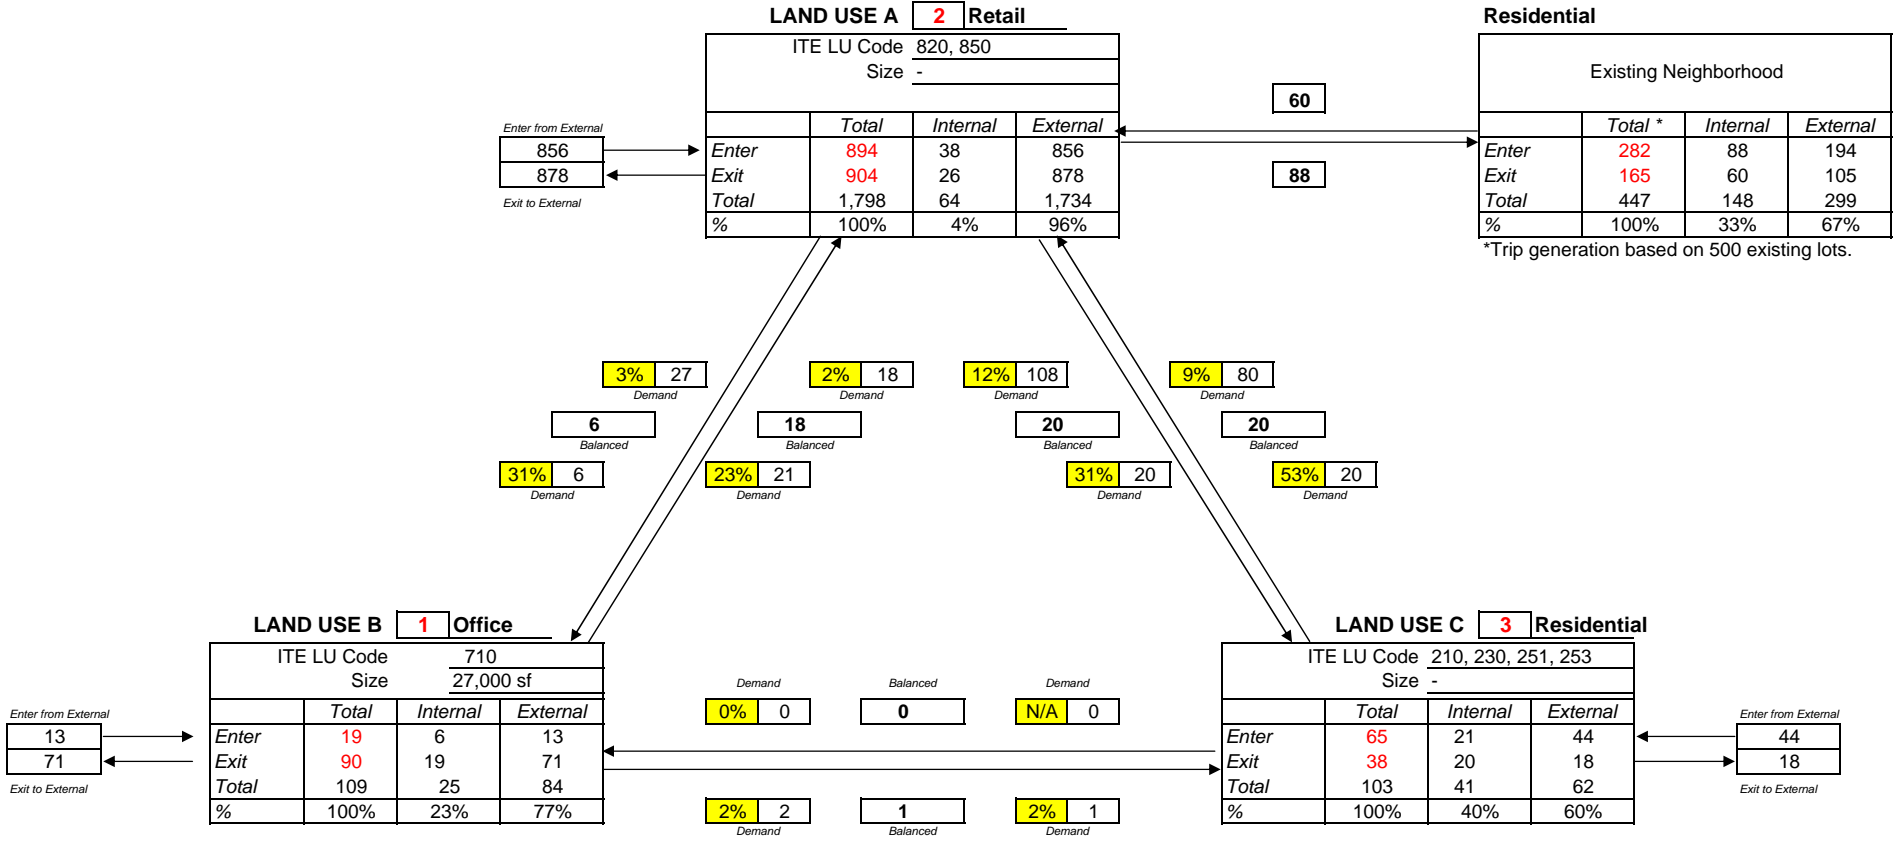 LAND USE A 2 Retail
ITE LU Code 820, 850
Size -
Total Internal External
Enter 894 38 856
Exit 904 26 878
Total 1,798 64 1,734
% 100% 4% 96%
Enter from External
856
878
Exit to External
60
88
Residential
Existing Neighborhood
Total * Internal External
Enter 282 88 194
Exit 165 60 105
Total 447 148 299
% 100% 33% 67%
*Trip generation based on 500 existing lots.
3% 27 2% 18 12% 108 9% 80
Demand Demand Demand Demand
6 18 20 20
Balanced Balanced Balanced Balanced
31% 6 23% 21 31% 20 53% 20
Demand Demand Demand Demand
LAND USE B 1 Office
ITE LU Code 710
Size 27,000 sf
Total Internal External
Enter 19 6 13
Exit 90 19 71
Total 109 25 84
% 100% 23% 77%
Enter from External
13
71
Exit to External
Demand Balanced Demand
0% 0 0 N/A 0
2% 2 1 2% 1
Demand Balanced Demand
LAND USE C 3 Residential
ITE LU Code 210, 230, 251, 253
Size -
Total Internal External
Enter 65 21 44
Exit 38 20 18
Total 103 41 62
% 100% 40% 60%
Enter from External
44
18
Exit to External